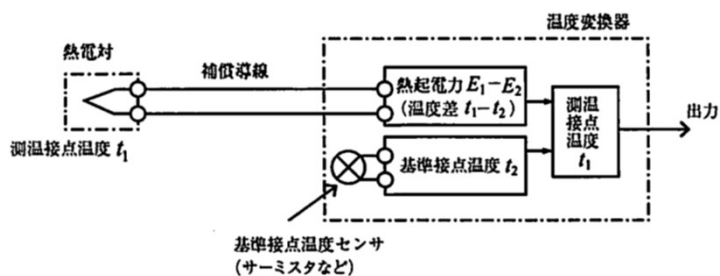 温度変換器
熱電対
補償導線
熱起電力 E₁−E₂
(温度差 t₁−t₂)
測温
接点
温度
t₁
出力
測温接点温度 t₁
基準接点温度 t₂
基準接点温度センサ
(サーミスタなど)